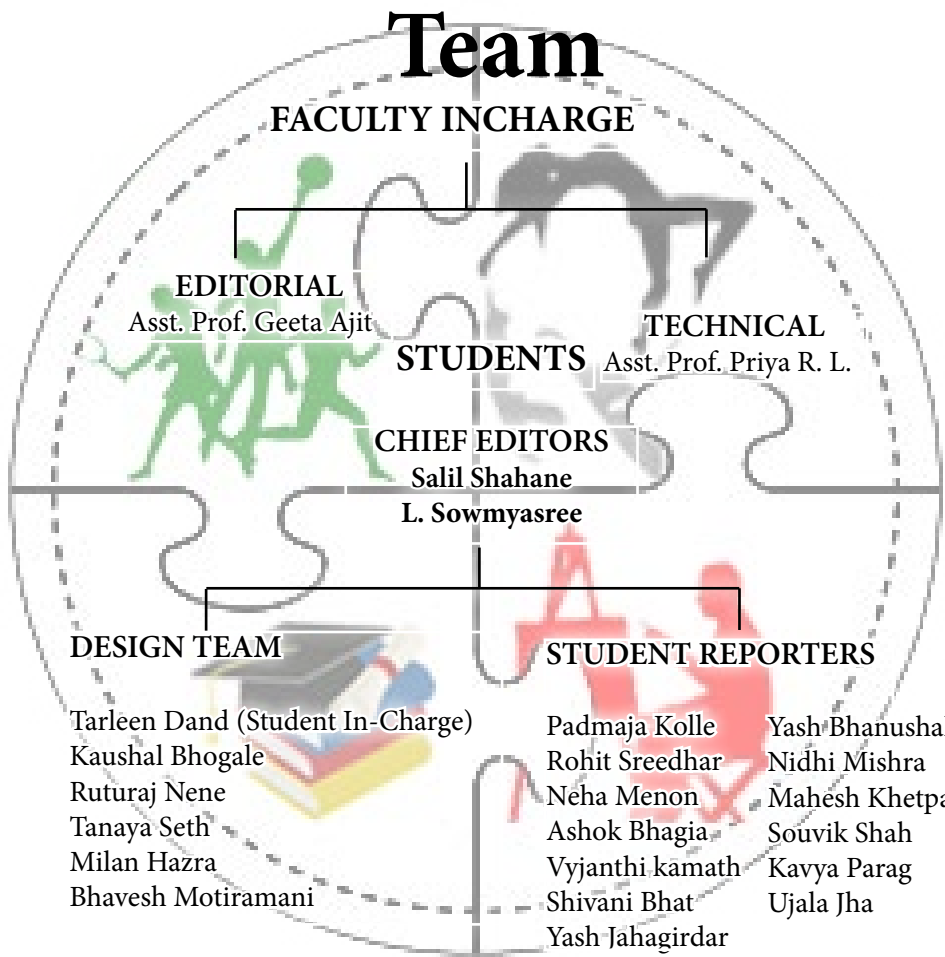 Team
FACULTY INCHARGE
EDITORIAL
Asst. Prof. Geeta Ajit
TECHNICAL
Asst. Prof. Priya R. L.
STUDENTS
CHIEF EDITORS
Salil Shahane
L. Sowmyasree
DESIGN TEAM
Tarleen Dand (Student In-Charge)
Kaushal Bhogale
Ruturaj Nene
Tanaya Seth
Milan Hazra
Bhavesh Motiramani
STUDENT REPORTERS
Padmaja Kolle
Rohit Sreedhar
Neha Menon
Ashok Bhagia
Vyjanthi kamath
Shivani Bhat
Yash Jahagirdar
Yash
Nidhi Mishra
Mahesh
Souvik Shah
Kavya Parag
Ujala Jha